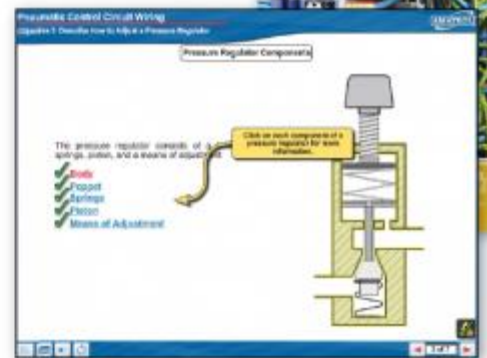 Pneumatic Control Circuit Wiring
Objective 7: Describe How to Adjust a Pressure Regulator
AMATROL
Pressure Regulator Components
Click on each component of a
pressure regulator for more
information.
The pressure regulator consists of a
springs, piston, and a means of adjustment.
Body
Poppet
Springs
Piston
Means of Adjustment